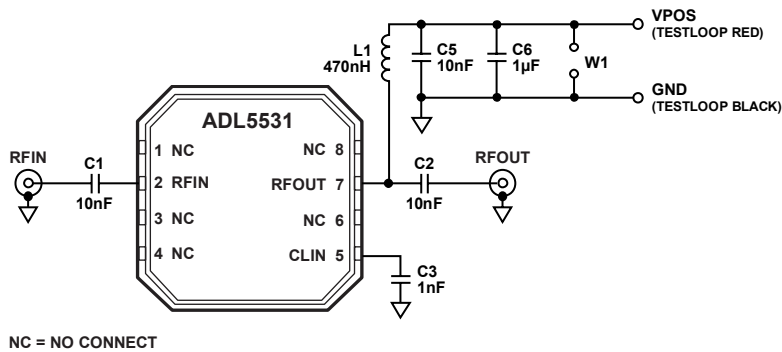 VPOS
(TESTLOOP RED)
L1
470nH
C5
10nF
C6
1µF
W1
GND
(TESTLOOP BLACK)
ADL5531
RFIN
C1
10nF
1 NC
2 RFIN
3 NC
4 NC
NC 8
RFOUT 7
NC 6
CLIN 5
C2
10nF
RFOUT
C3
1nF
NC = NO CONNECT